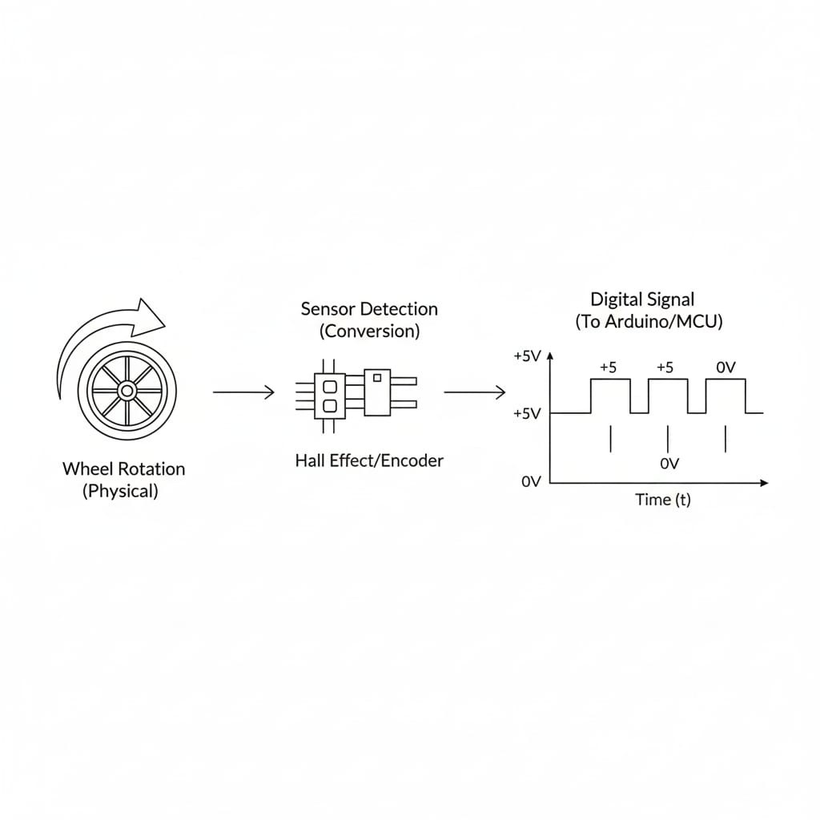 Wheel Rotation
(Physical)
Sensor Detection
(Conversion)
Hall Effect/Encoder
Digital Signal
(To Arduino/MCU)
+5V
+5 +5 0V
+5V
0V
0V
Time (t)